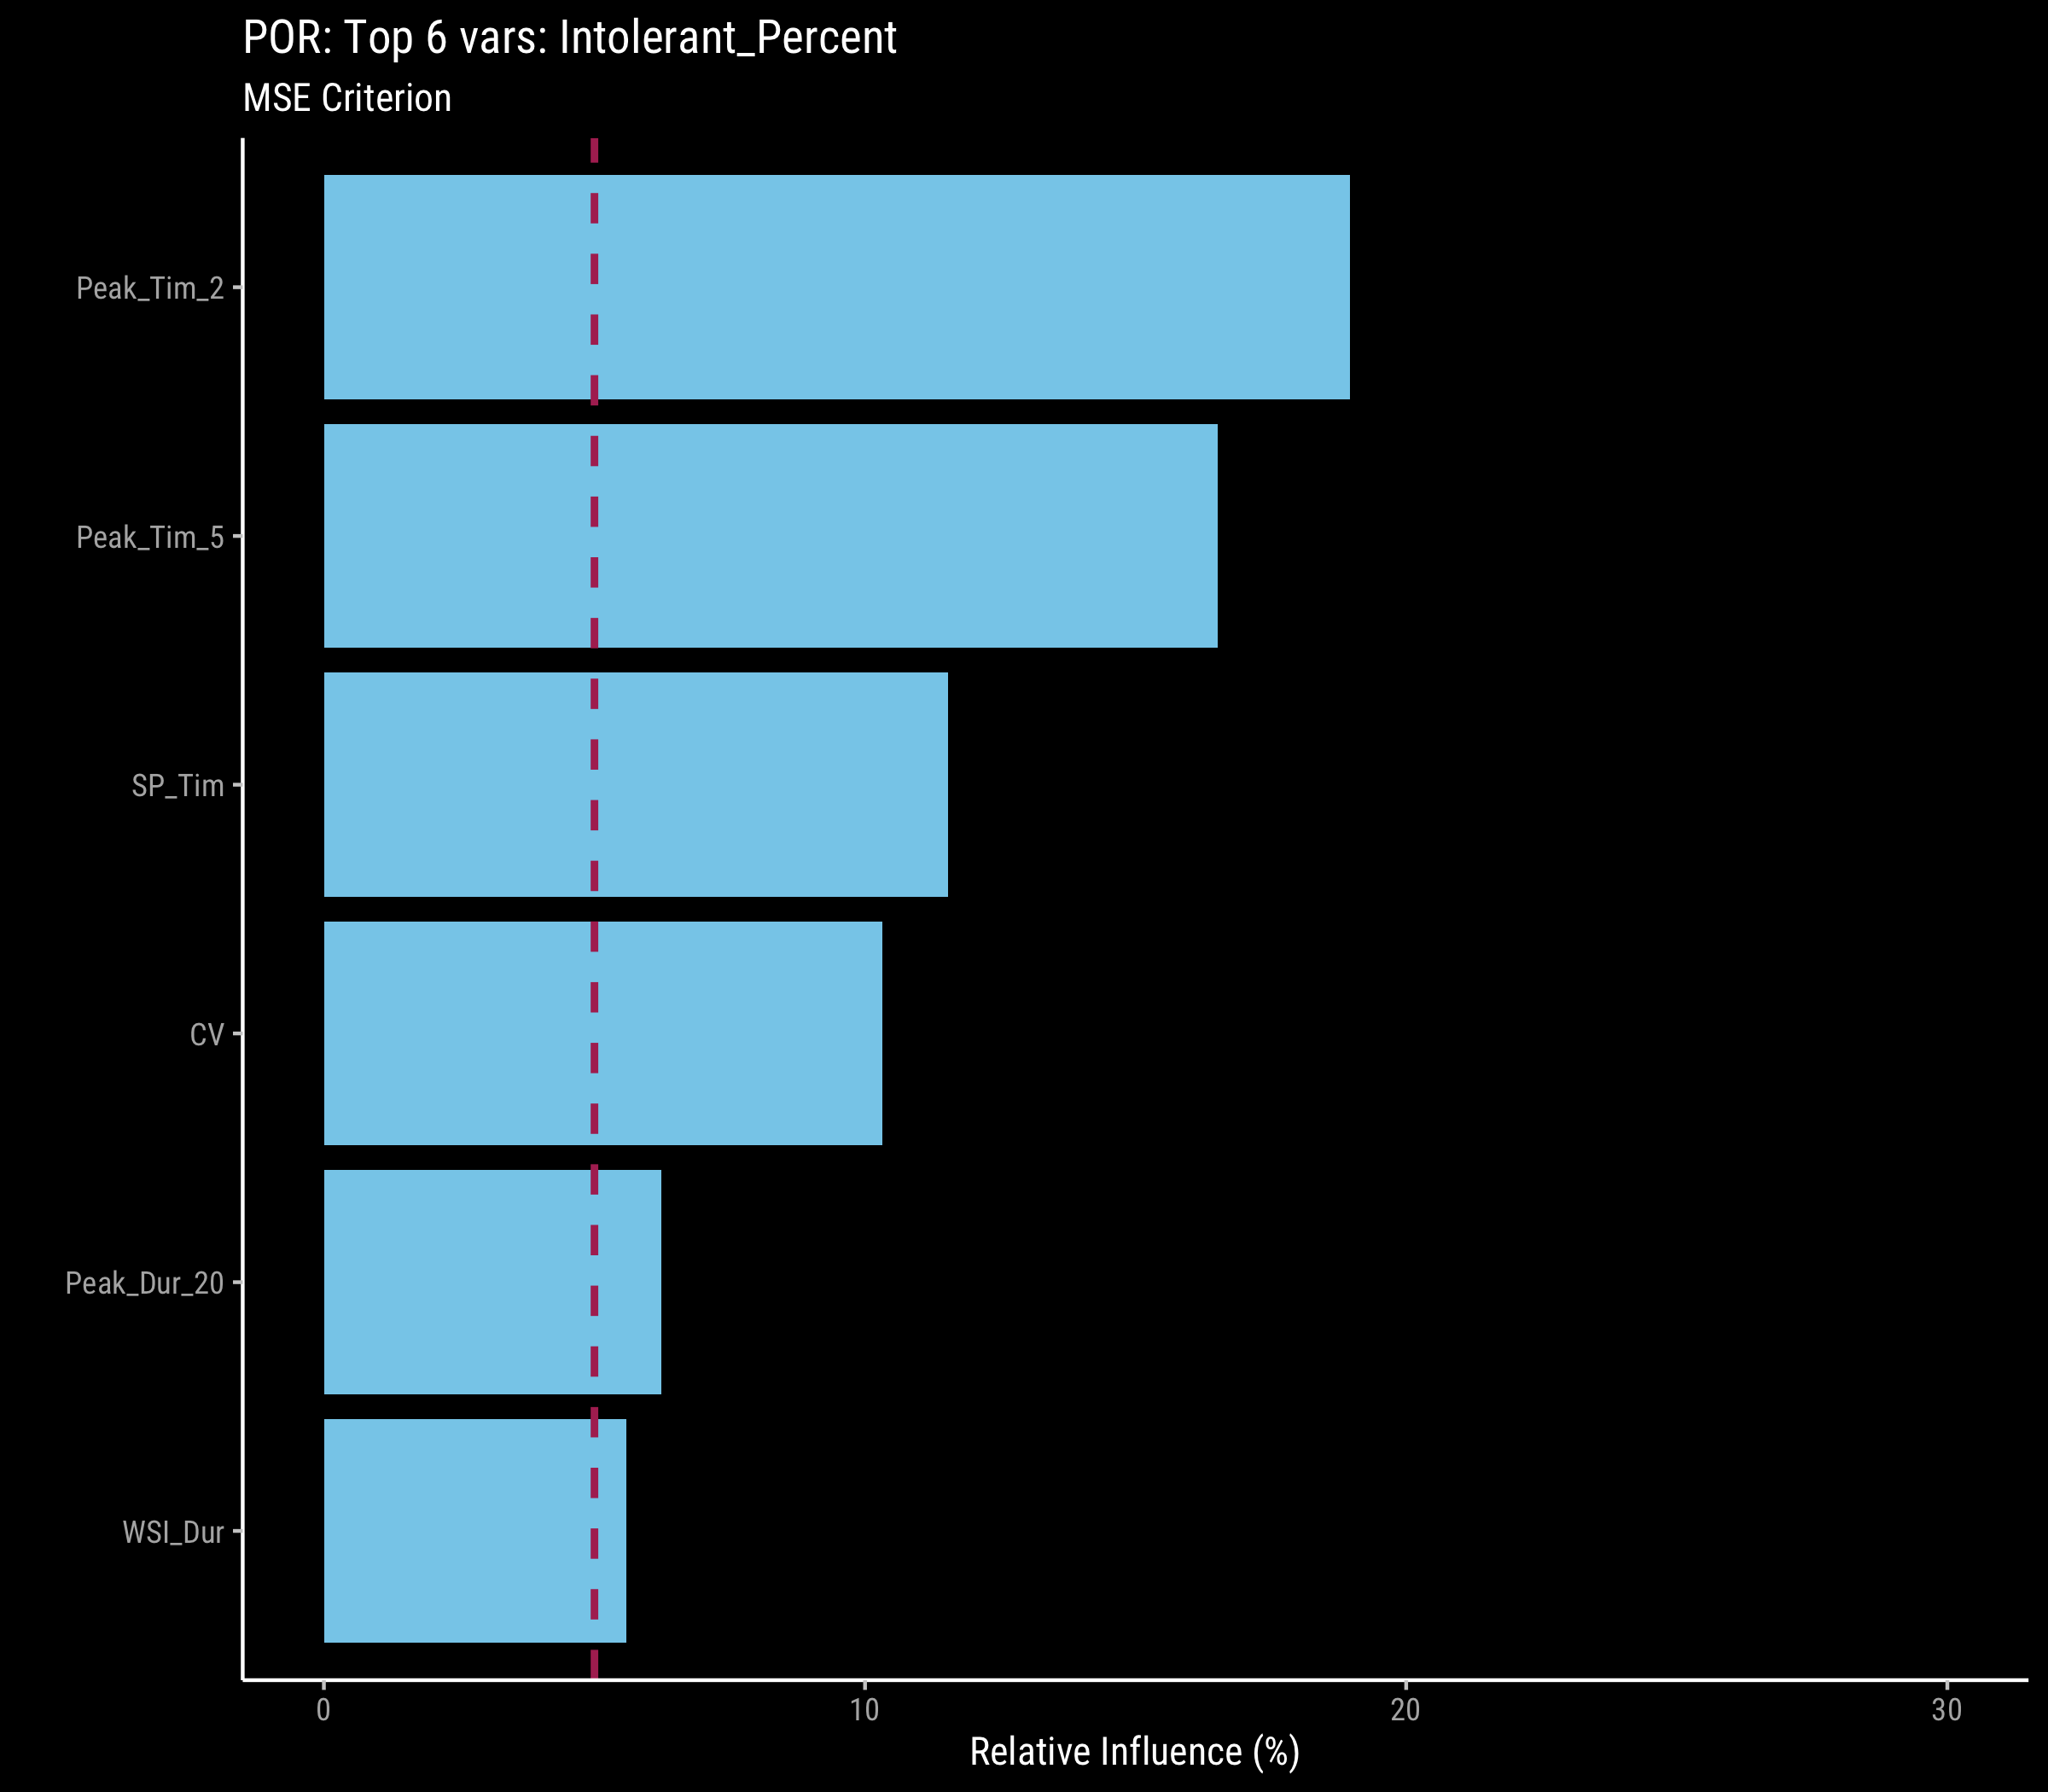 POR: Top 6 vars: Intolerant_Percent
MSE Criterion
Peak_Tim_2
Peak_Tim_5
SP_Tim
CV
Peak_Dur_20
WSI_Dur
0 10 20 30
Relative Influence (%)